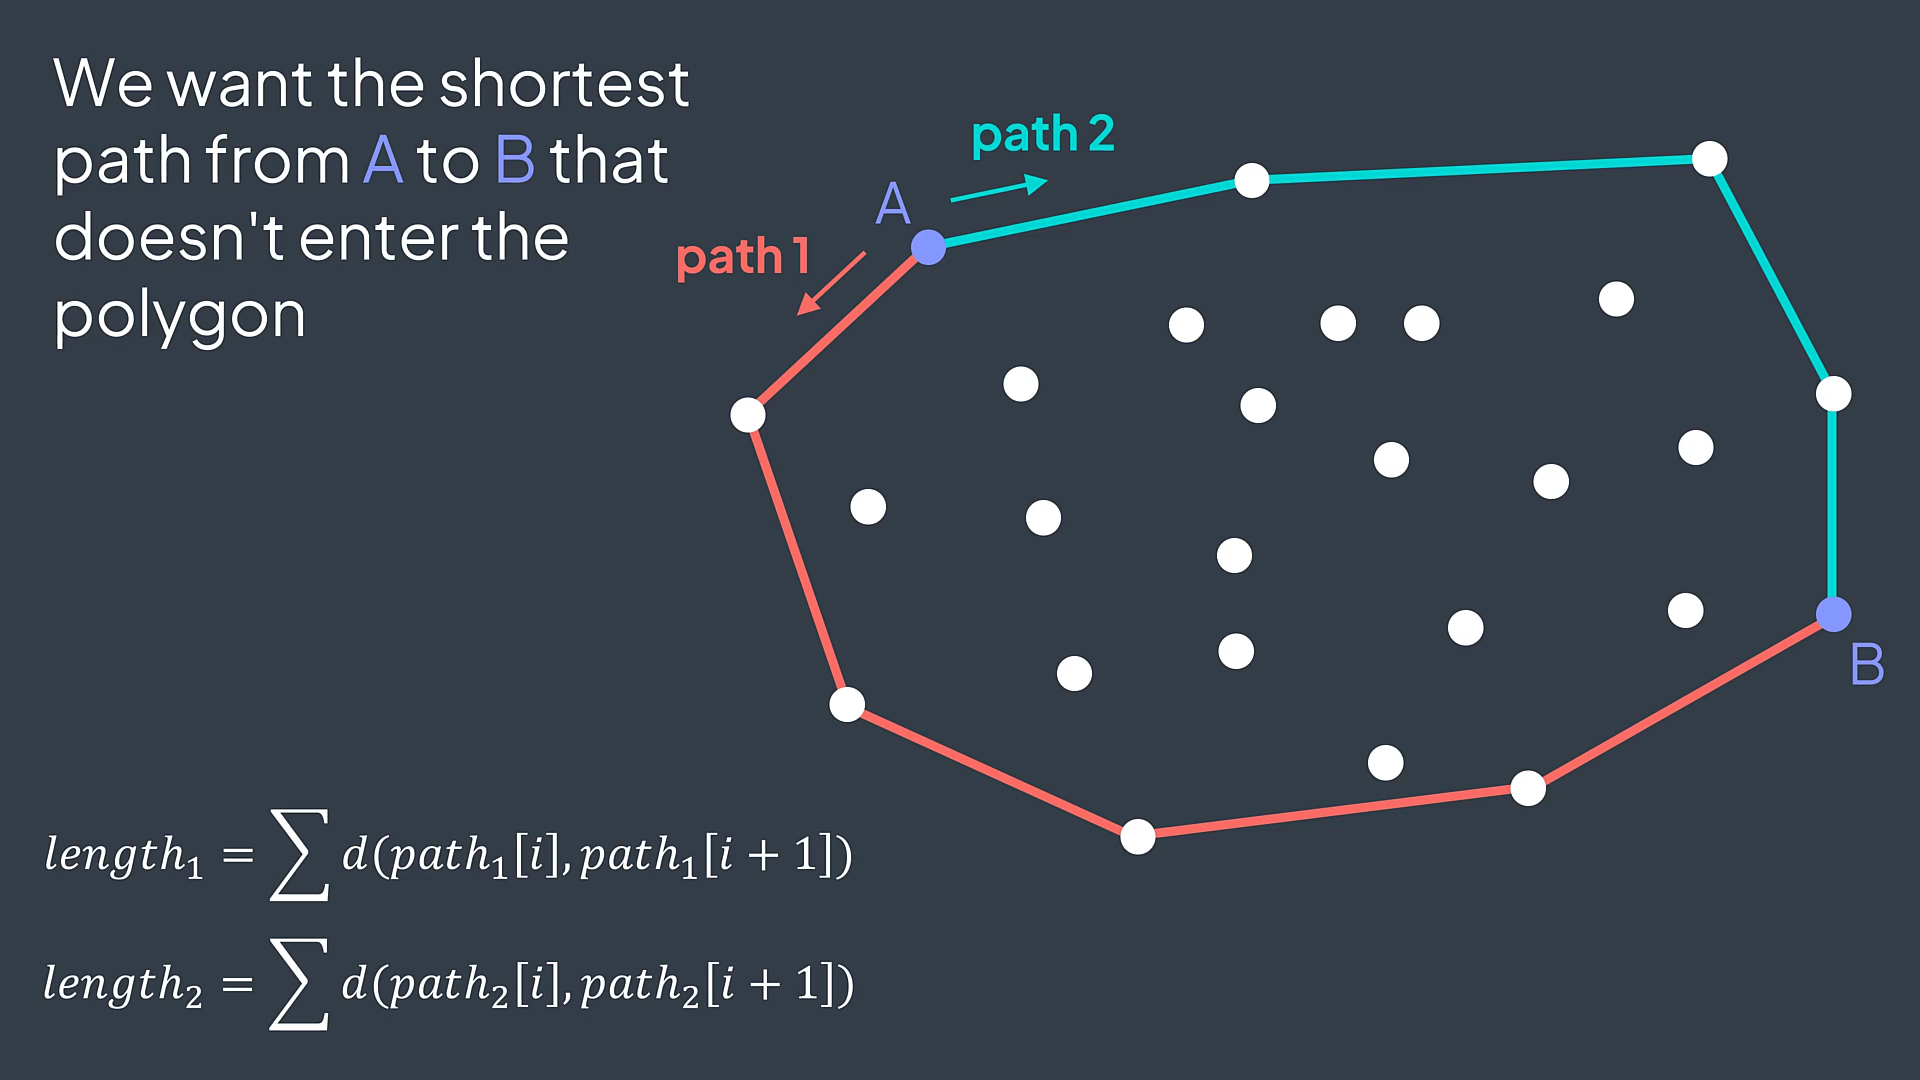 We want the shortest
path from A to B that
doesn't enter the
polygon
path 2
A
path 1
B
length₁ = ∑ d(path₁[i], path₁[i + 1])
length₂ = ∑ d(path₂[i], path₂[i + 1])